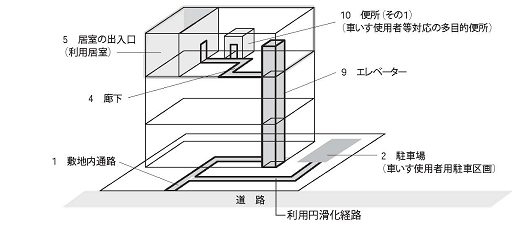 10 便所(その1)
(車いす使用者等対応の多目的便所)
5 居室の出入口
(利用居室)
9 エレベーター
4 廊下
1 敷地内通路
2 駐車場
(車いす使用者用駐車区画)
道 路
利用円滑化経路